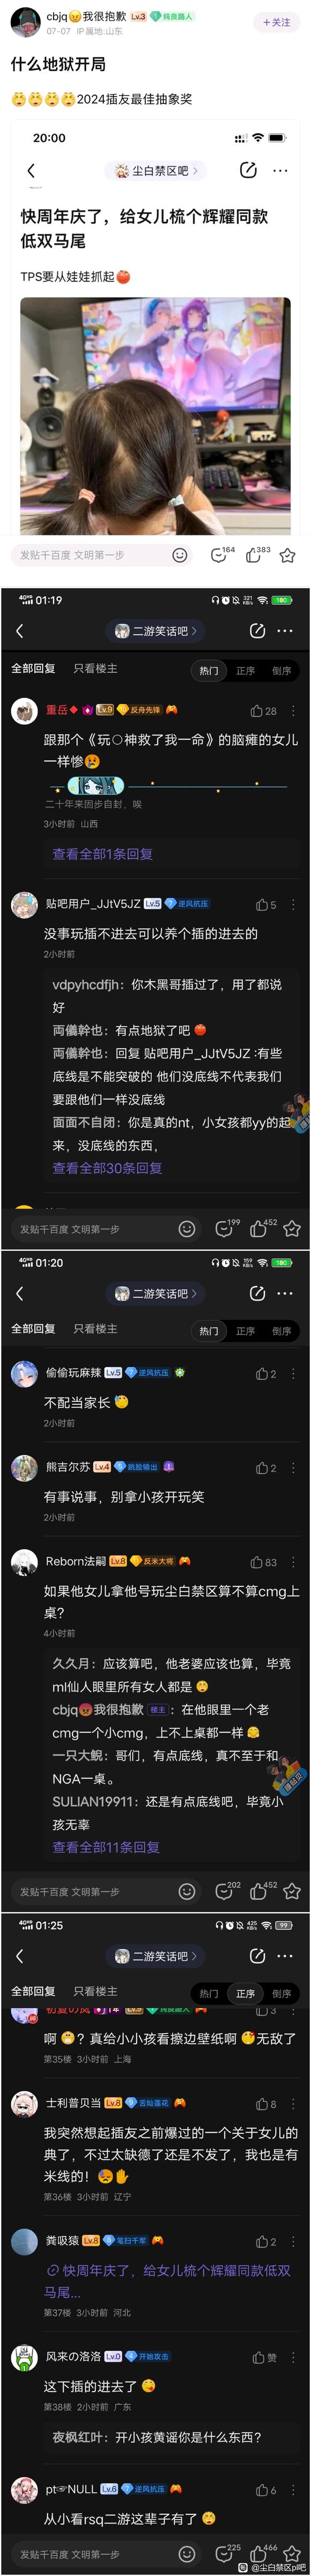 cbjq😠我很抱歉 Lv.3 纯良路人
07-07 IP属地:山东
+关注
什么地狱开局
2024插友最佳抽象奖
20:00
尘白禁区吧
快周年庆了，给女儿梳个辉耀同款
低双马尾
TPS要从娃娃抓起🍅
发贴千百度 文明第一步
164
383
4G 01:19 321 KB/s 100
二游笑话吧
全部回复 只看楼主 热门 正序 倒序
重岳◆ Lv.9 反舟先锋
28
跟那个《玩○神救了我一命》的脑瘫的女儿
一样惨😢
二十年来固步自封，唉
3小时前 山西
查看全部1条回复
贴吧用户_JJtV5JZ Lv.5 7 逆风抗压
5
没事玩插不进去可以养个插的进去的
2小时前
vdpyhcdfjh：你木黑哥插过了，用了都说
好
両儀幹也：有点地狱了吧 🍅
両儀幹也：回复 贴吧用户_JJtV5JZ :有些
底线是不能突破的 他们没底线不代表我们
要跟他们一样没底线
面面不自闭：你是真的nt，小女孩都yy的起
来，没底线的东西，
查看全部30条回复
发贴千百度 文明第一步
199
452
4G 01:20 159 KB/s 100
二游笑话吧
全部回复 只看楼主 热门 正序 倒序
偷偷玩麻辣 Lv.5 7 逆风抗压
2
不配当家长
2小时前
熊吉尔苏 Lv.4 5 跳脸输出
2
有事说事，别拿小孩开玩笑
2小时前
Reborn法嗣 Lv.8 反米大将
83
如果他女儿拿他号玩尘白禁区算不算cmg上
桌?
4小时前
久久月：应该算吧，他老婆应该也算，毕竟
ml仙人眼里所有女人都是
cbjq😡我很抱歉 楼主：在他眼里一个老
cmg一个小cmg，上不上桌都一样
一只大鲵：哥们，有点底线，真不至于和
NGA一桌。
SULIAN19911：还是有点底线吧，毕竟小
孩无辜
查看全部11条回复
发贴千百度 文明第一步
202
452
4G 01:25 425 KB/s 99
二游笑话吧
全部回复 只看楼主 热门 正序 倒序
3
啊😬？真给小小孩看擦边壁纸啊 无敌了
第35楼 3小时前 上海
士利普贝当 Lv.8 9 舌灿莲花
8
我突然想起插友之前爆过的一个关于女儿的
典了，不过太缺德了还是不发了，我也是有
米线的！
第36楼 3小时前 辽宁
粪吸猿 Lv.8 8 笔扫千军
2
快周年庆了，给女儿梳个辉耀同款低双
马尾...
第37楼 3小时前 河北
风来の洛洛 Lv.0 4 开始攻击
赞
这下插的进去了😋
第38楼 2小时前 广东
夜枫红叶：开小孩黄谣你是什么东西?
pt☞NULL Lv.6 7 逆风抗压
6
从小看rsq二游这辈子有了
发贴千百度 文明第一步
225
466
@尘白禁区pl吧